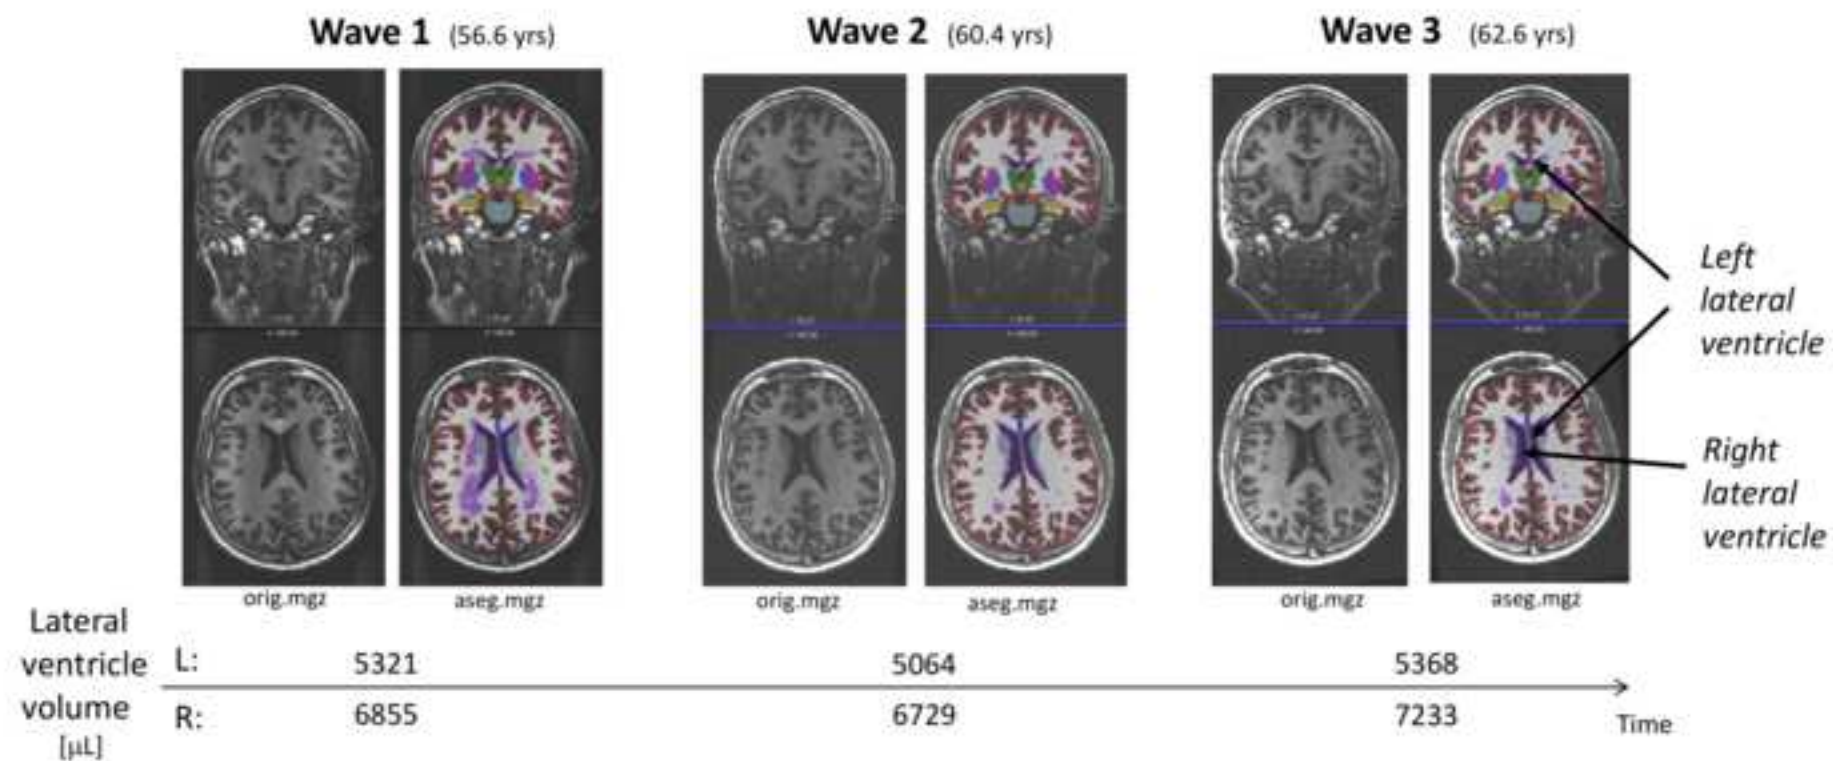 Wave 1 (56.6 yrs)
Wave 2 (60.4 yrs)
Wave 3 (62.6 yrs)
Left
lateral
ventricle
Right
lateral
ventricle
orig.mgz
aseg.mgz
orig.mgz
aseg.mgz
orig.mgz
aseg.mgz
Lateral
ventricle
volume
[µL]
L: 5321 5064 5368
R: 6855 6729 7233
Time